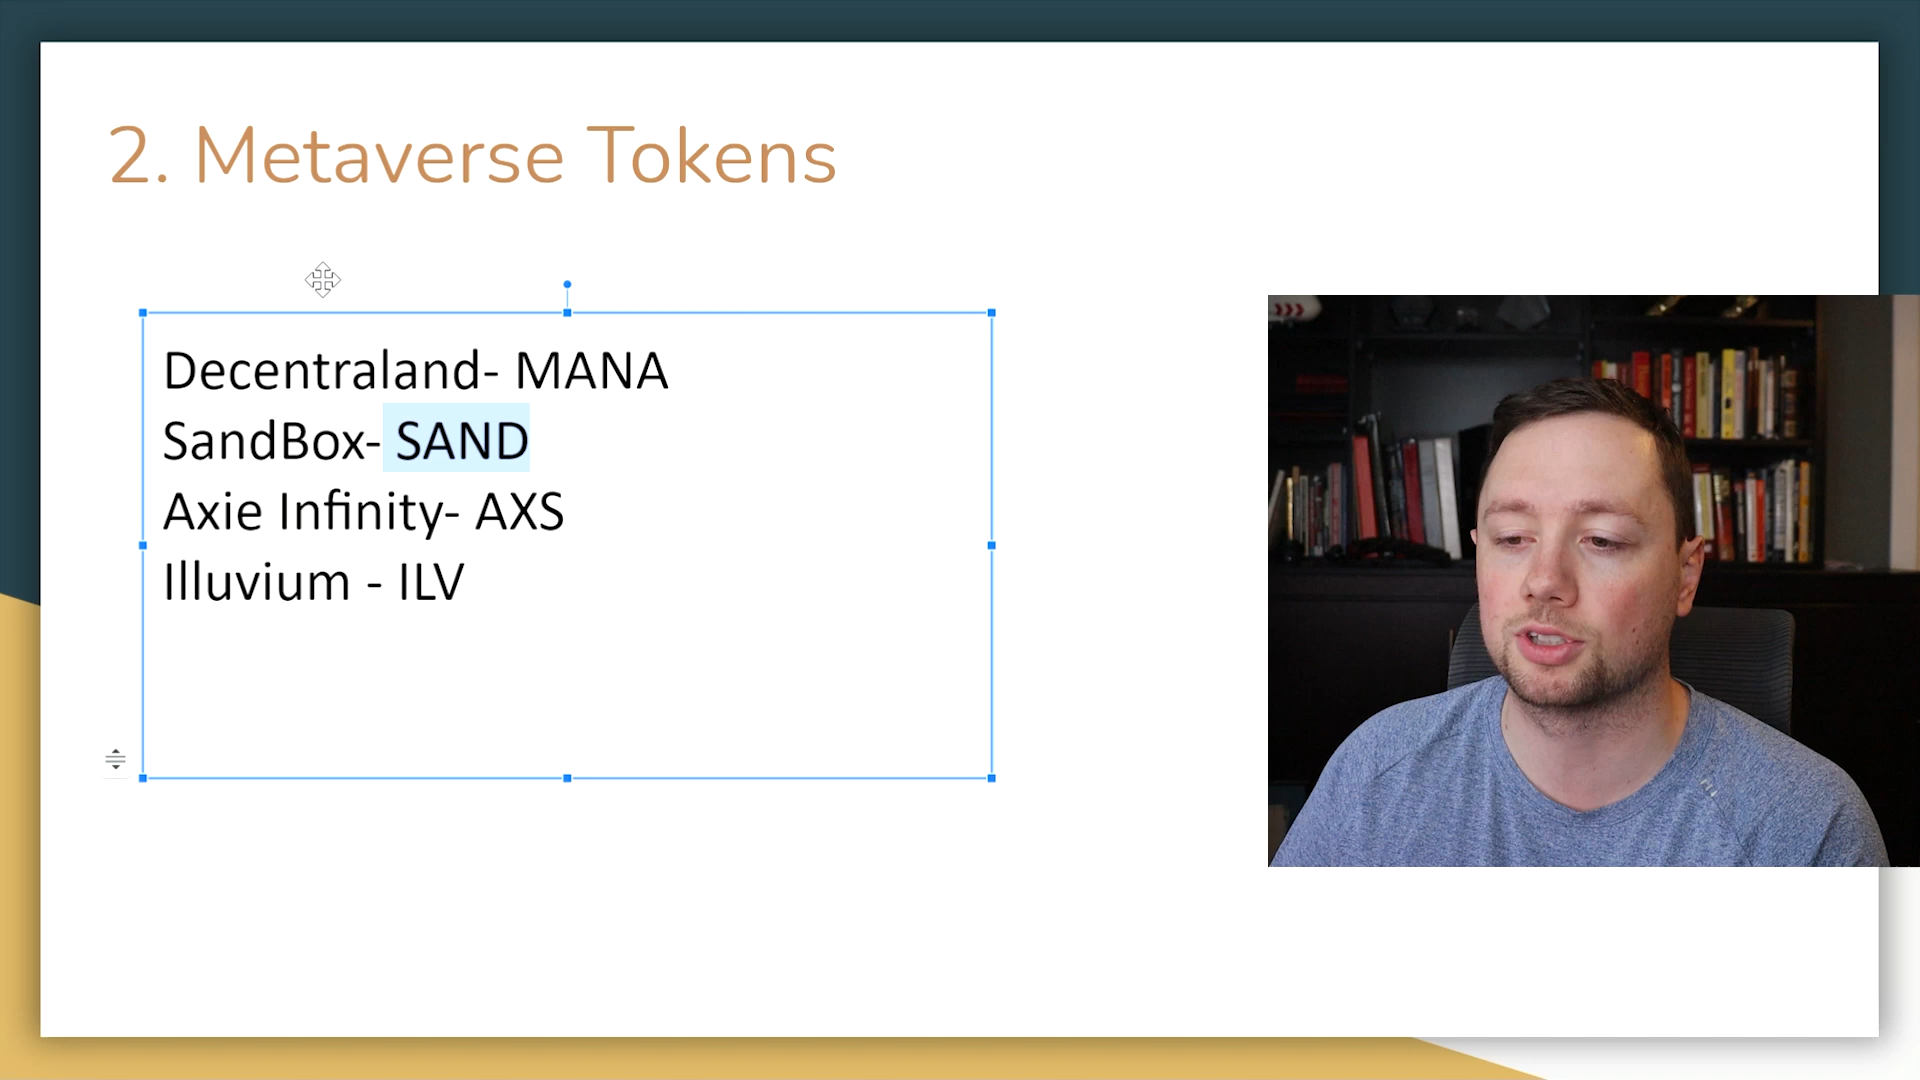 2. Metaverse Tokens
Decentraland- MANA
SandBox- SAND
Axie Infinity- AXS
Illuvium - ILV